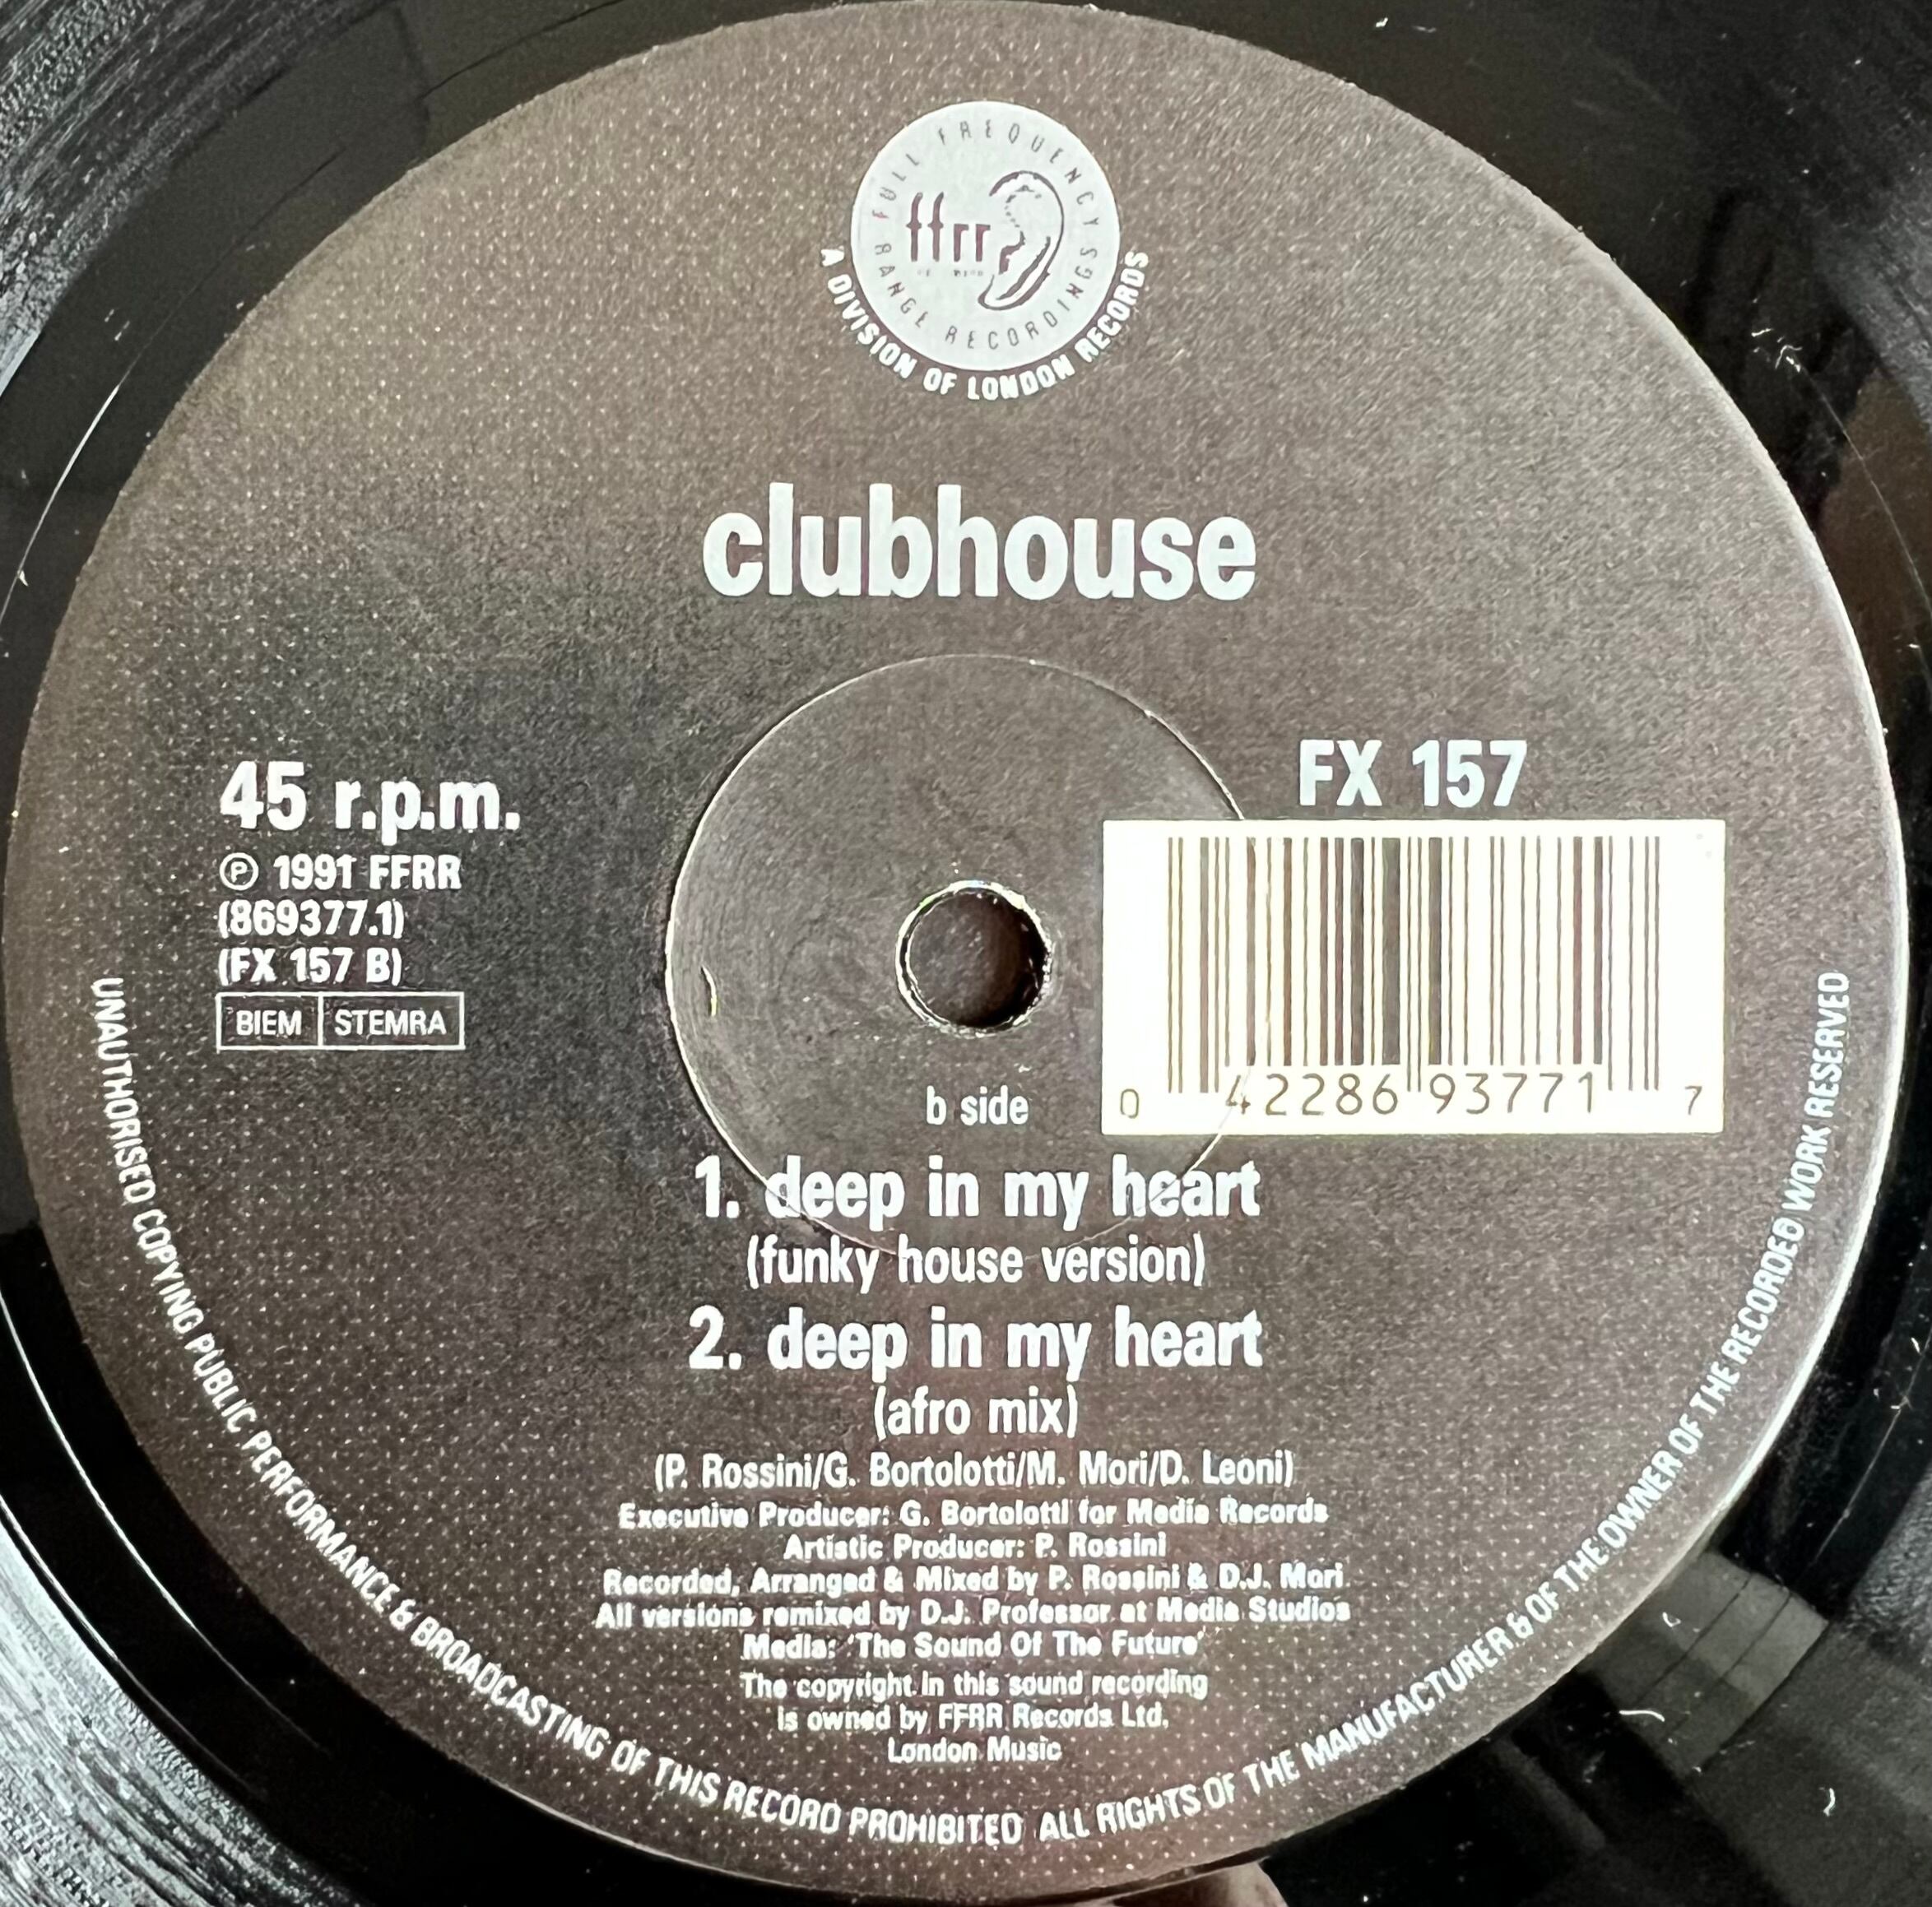 FULL FREQUENCY
RANGE RECORDINGS
ffrr
A DIVISION OF LONDON RECORDS
clubhouse
FX 157
45 r.p.m.
℗ 1991 FFRR
(869377.1)
(FX 157 B)
BIEM STEMRA
0 42286 93771 7
b side
1. deep in my heart
(funky house version)
2. deep in my heart
(afro mix)
(P. Rossini/G. Bortolotti/M. Mori/D. Leoni)
Executive Producer: G. Bortolotti for Media Records
Artistic Producer: P. Rossini
Recorded, Arranged & Mixed by P. Rossini & D.J. Mori
All versions remixed by D.J. Professor at Media Studios
Media: 'The Sound Of The Future'
The copyright in this sound recording
is owned by FFRR Records Ltd.
London Music
UNAUTHORISED COPYING PUBLIC PERFORMANCE & BROADCASTING OF THIS RECORD PROHIBITED ALL RIGHTS OF THE MANUFACTURER & OF THE OWNER OF THE RECORDED WORK RESERVED